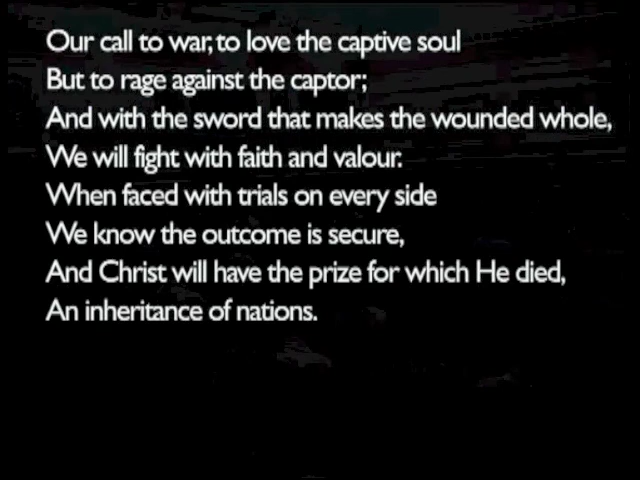 Our call to war, to love the captive soul
But to rage against the captor;
And with the sword that makes the wounded whole,
We will fight with faith and valour.
When faced with trials on every side
We know the outcome is secure,
And Christ will have the prize for which He died,
An inheritance of nations.